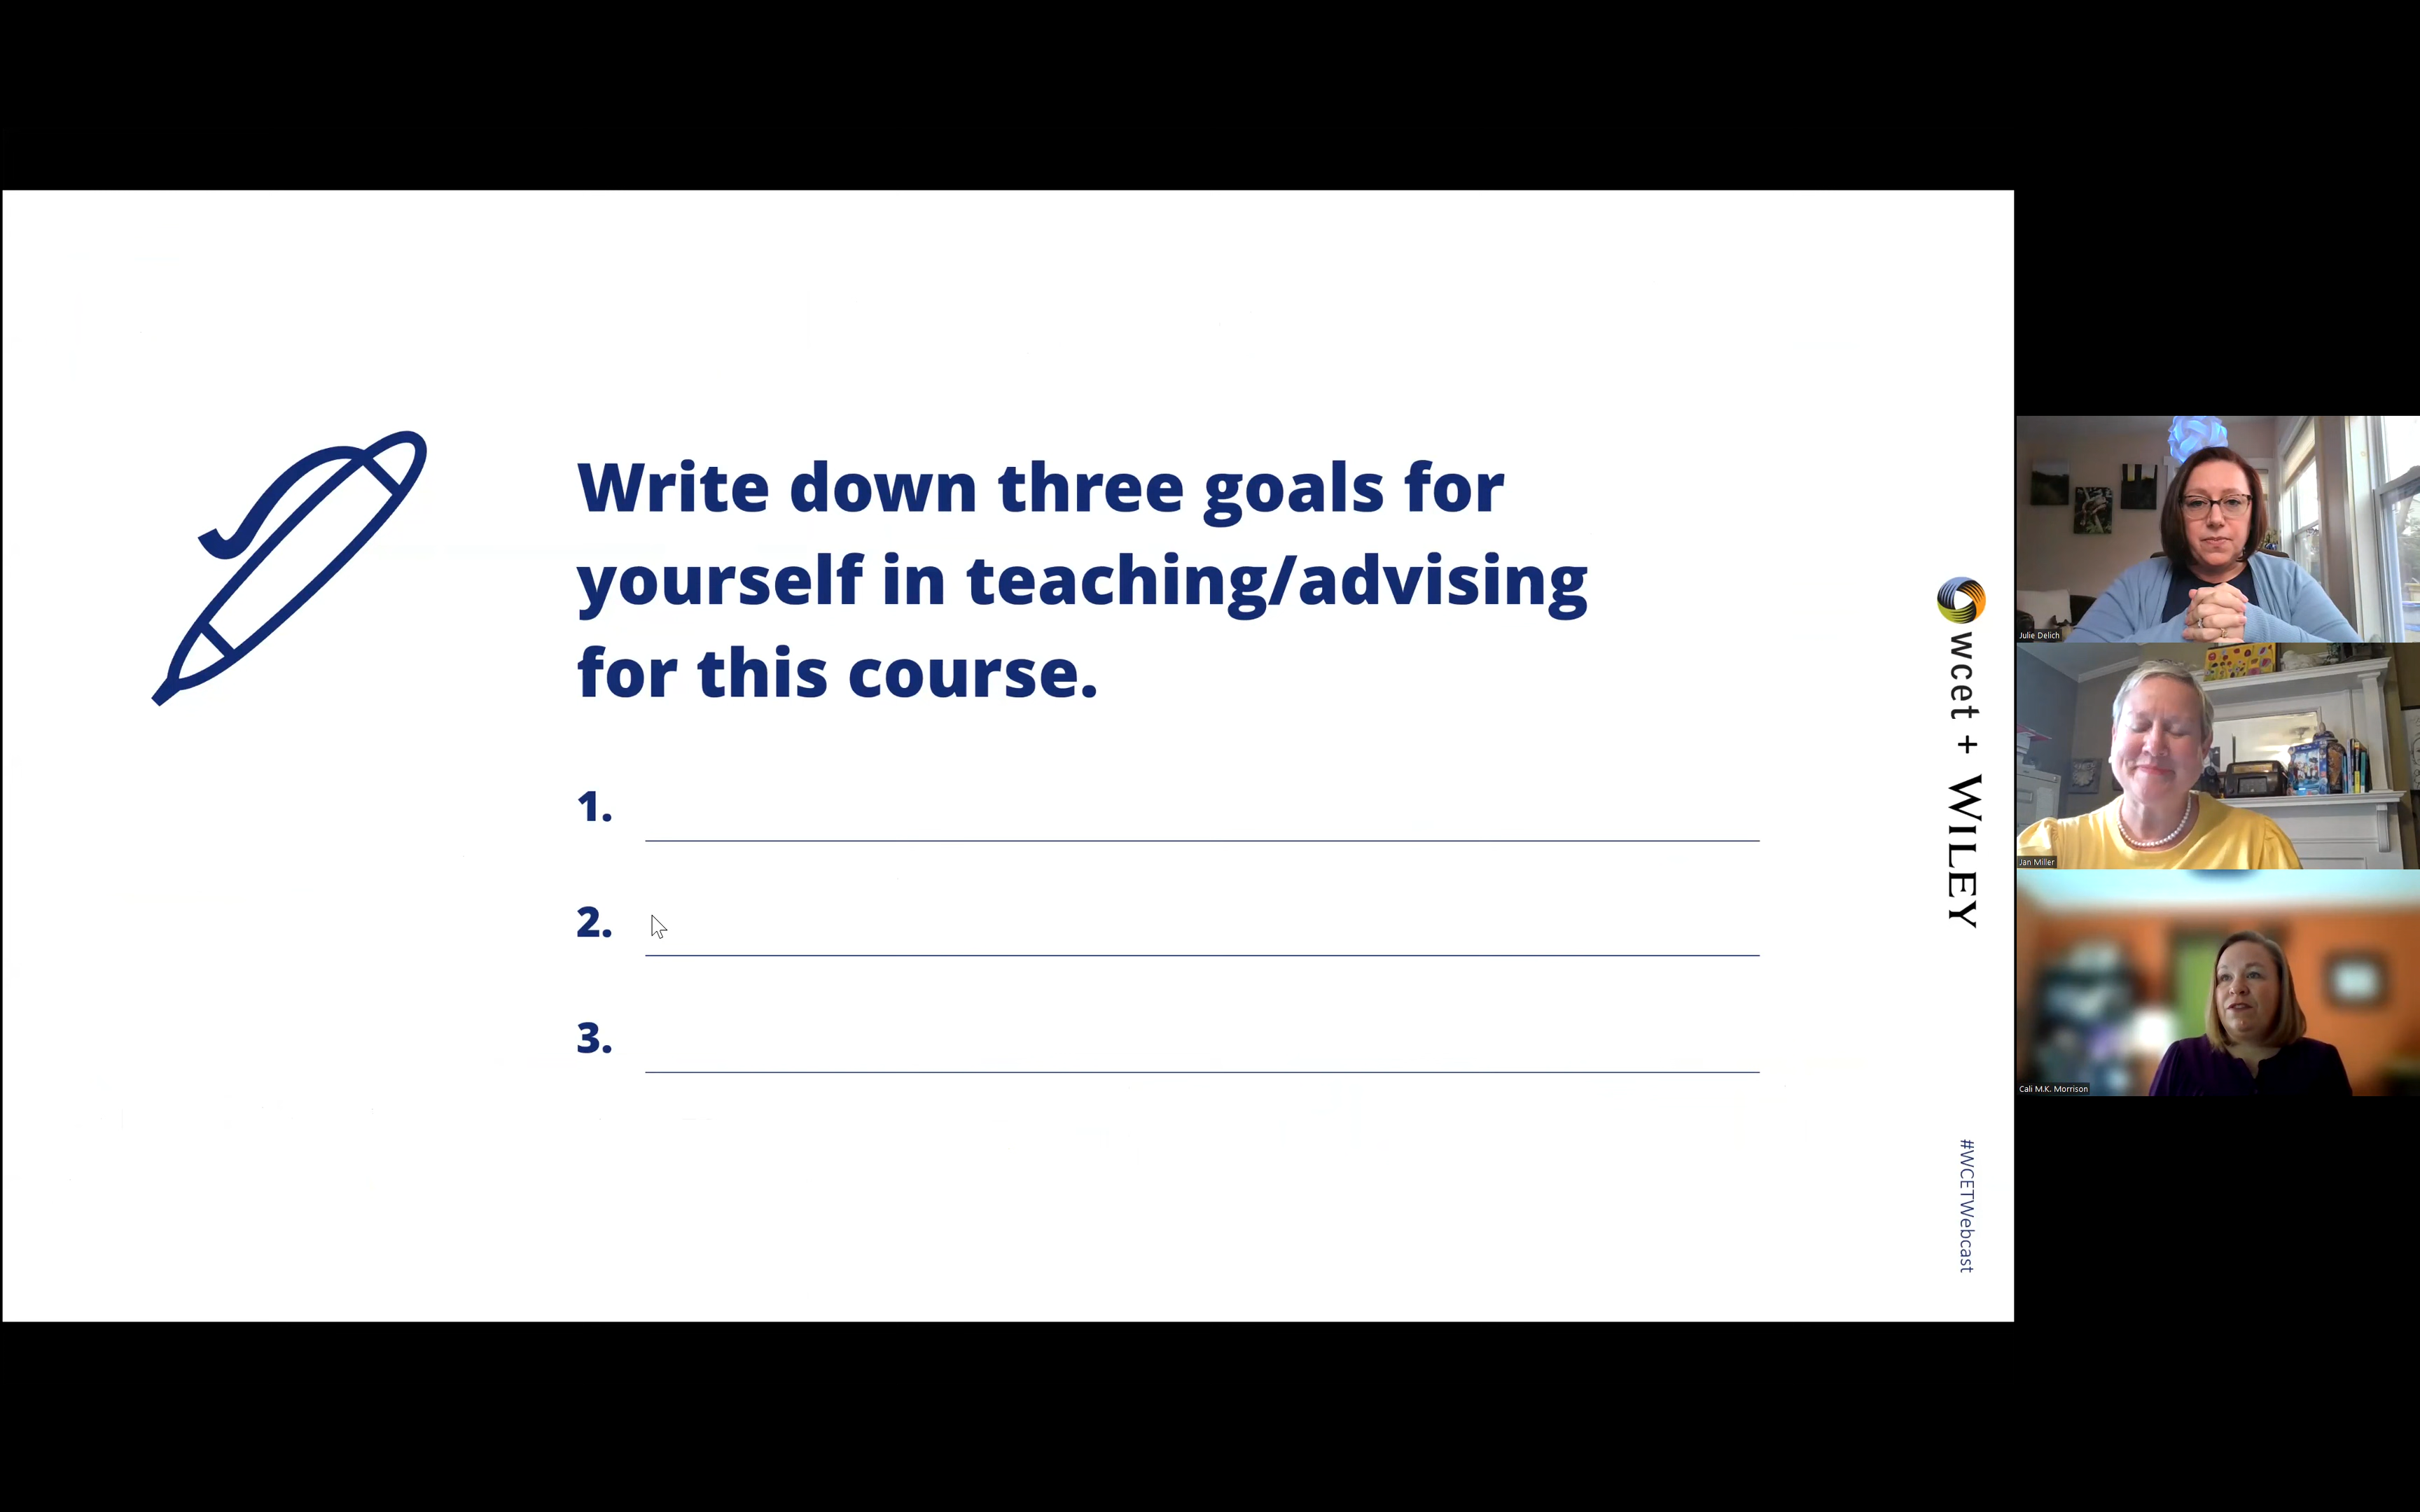 Write down three goals for
yourself in teaching/advising
for this course.
1.
2.
3.
wcet + WILEY
#WCETWebcast
Julie Delich
Jan Miller
Cali M.K. Morrison